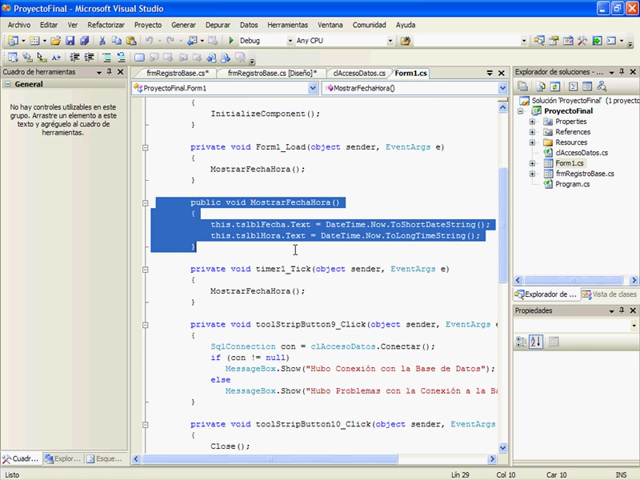 ProyectoFinal - Microsoft Visual Studio
Archivo Editar Ver Refactorizar Proyecto Generar Depurar Datos Herramientas Ventana Comunidad Ayuda
Debug Any CPU
Cuadro de herramientas
General
No hay controles utilizables en este
grupo. Arrastre un elemento a este
texto y agréguelo al cuadro de
herramientas.
frmRegistroBase.cs* frmRegistroBase.cs [Diseño]* clAccesoDatos.cs Form1.cs
ProyectoFinal.Form1 MostrarFechaHora()
{
InitializeComponent();
}
private void Form1_Load(object sender, EventArgs e)
{
MostrarFechaHora();
}
public void MostrarFechaHora()
{
this.tslblFecha.Text = DateTime.Now.ToShortDateString();
this.tslblHora.Text = DateTime.Now.ToLongTimeString();
}
private void timer1_Tick(object sender, EventArgs e)
{
MostrarFechaHora();
}
private void toolStripButton9_Click(object sender, EventArgs
{
SqlConnection con = clAccesoDatos.Conectar();
if (con != null)
MessageBox.Show("Hubo Conexión con la Base de Datos");
else
MessageBox.Show("Hubo Problemas con la Conexión a la B
}
private void toolStripButton10_Click(object sender, EventArgs
{
Close();
Explorador de soluciones -
Solución 'ProyectoFinal' (1 proyect
ProyectoFinal
Properties
References
Resources
clAccesoDatos.cs
Form1.cs
frmRegistroBase.cs
Program.cs
Explorador de ... Vista de clases
Propiedades
Cuadr... Explor... Esque...
Listo Lín 29 Col 10 Car 10 INS